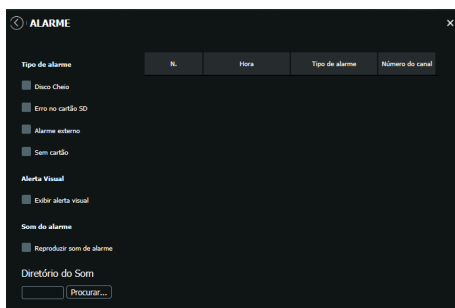 ALARME
Tipo de alarme
N. Hora Tipo de alarme Número do canal
Disco Cheio
Erro no cartão SD
Alarme externo
Sem cartão
Alerta Visual
Exibir alerta visual
Som do alarme
Reproduzir som de alarme
Diretório do Som
Procurar...